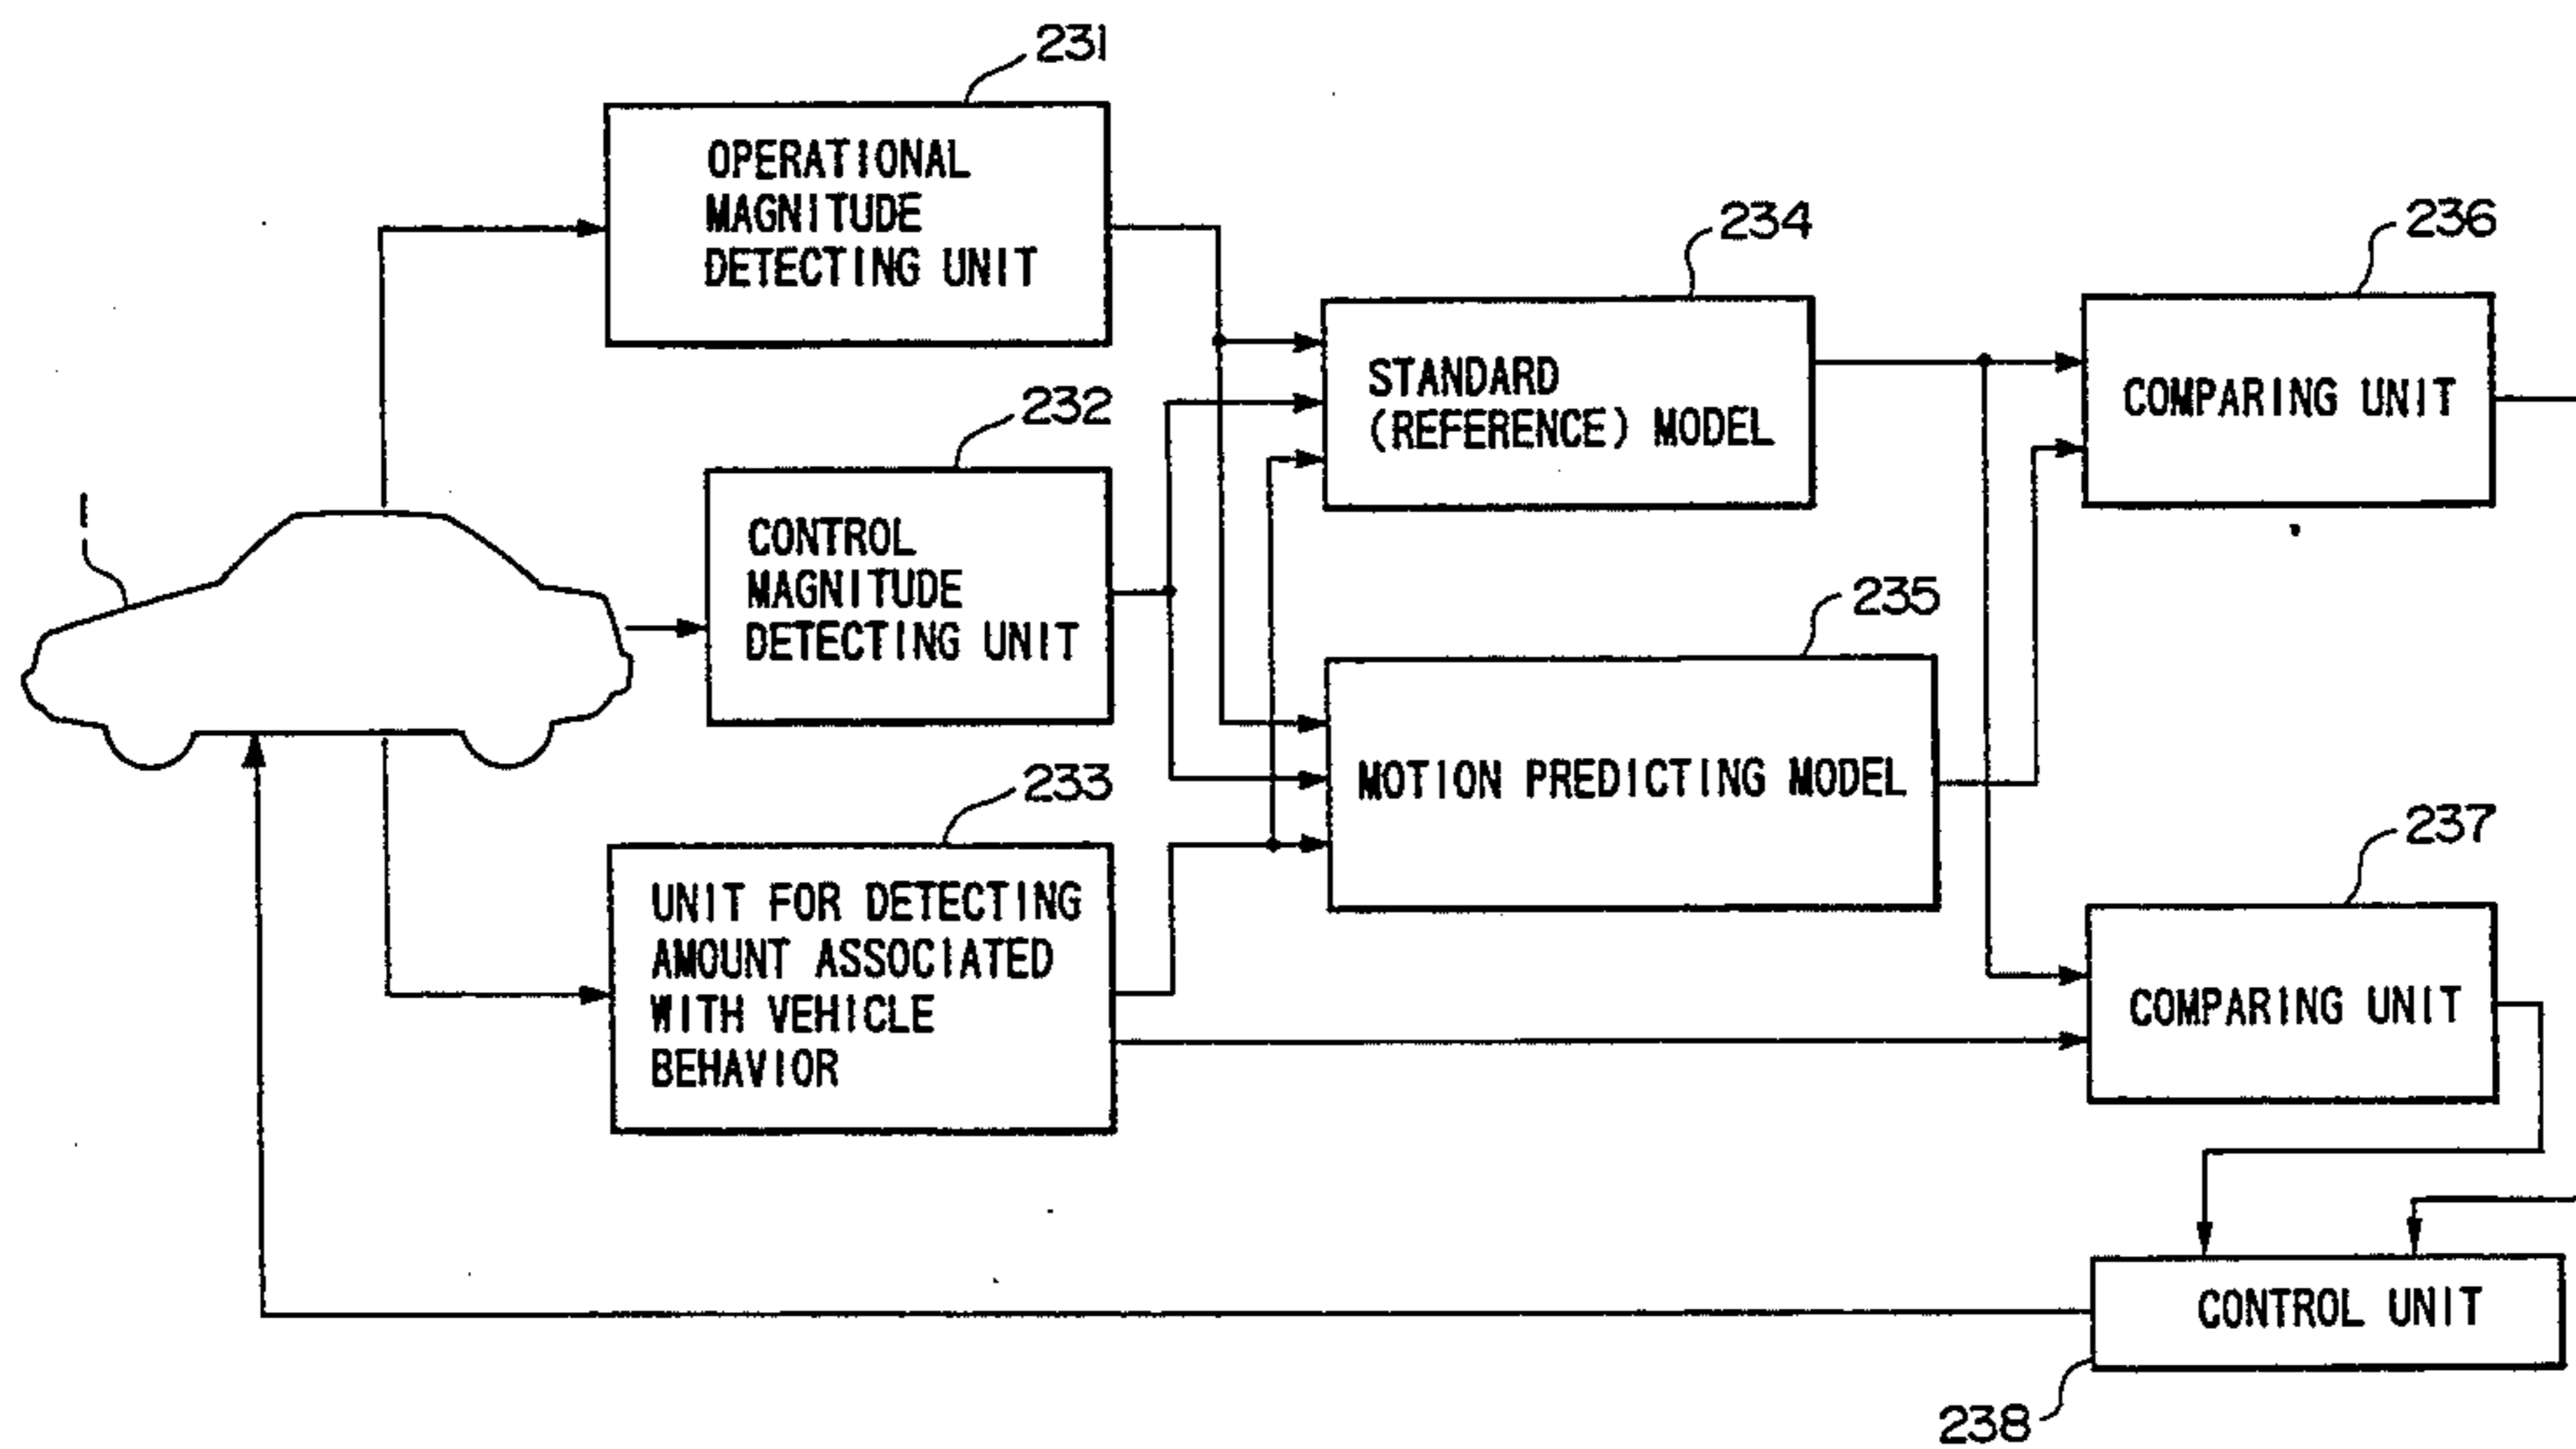 231
OPERATIONAL
MAGNITUDE
DETECTING UNIT
232
CONTROL
MAGNITUDE
DETECTING UNIT
1
233
UNIT FOR DETECTING
AMOUNT ASSOCIATED
WITH VEHICLE
BEHAVIOR
234
STANDARD
(REFERENCE) MODEL
235
MOTION PREDICTING MODEL
236
COMPARING UNIT
237
COMPARING UNIT
CONTROL UNIT
238